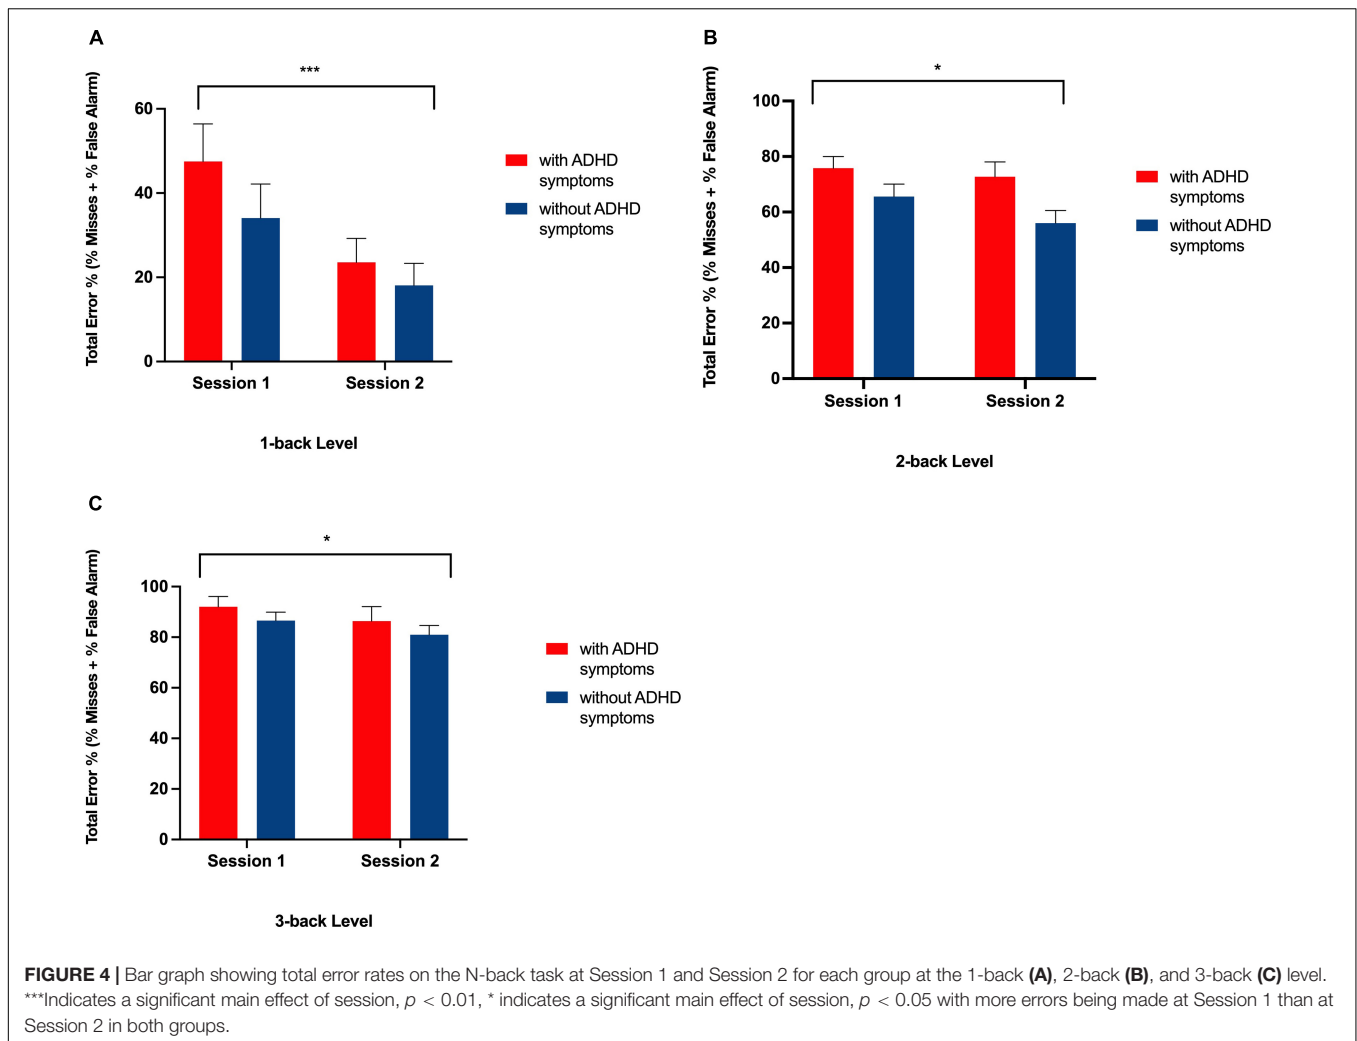 A
***
Total Error % (% Misses + % False Alarm)
60
40
20
0
Session 1
Session 2
1-back Level
with ADHD
symptoms
without ADHD
symptoms
B
*
Total Error % (% Misses + % False Alarm)
100
80
60
40
20
0
Session 1
Session 2
2-back Level
with ADHD
symptoms
without ADHD
symptoms
C
*
Total Error % (% Misses + % False Alarm)
100
80
60
40
20
0
Session 1
Session 2
3-back Level
with ADHD
symptoms
without ADHD
symptoms
FIGURE 4 | Bar graph showing total error rates on the N-back task at Session 1 and Session 2 for each group at the 1-back (A), 2-back (B), and 3-back (C) level.
***Indicates a significant main effect of session, p < 0.01, * indicates a significant main effect of session, p < 0.05 with more errors being made at Session 1 than at
Session 2 in both groups.